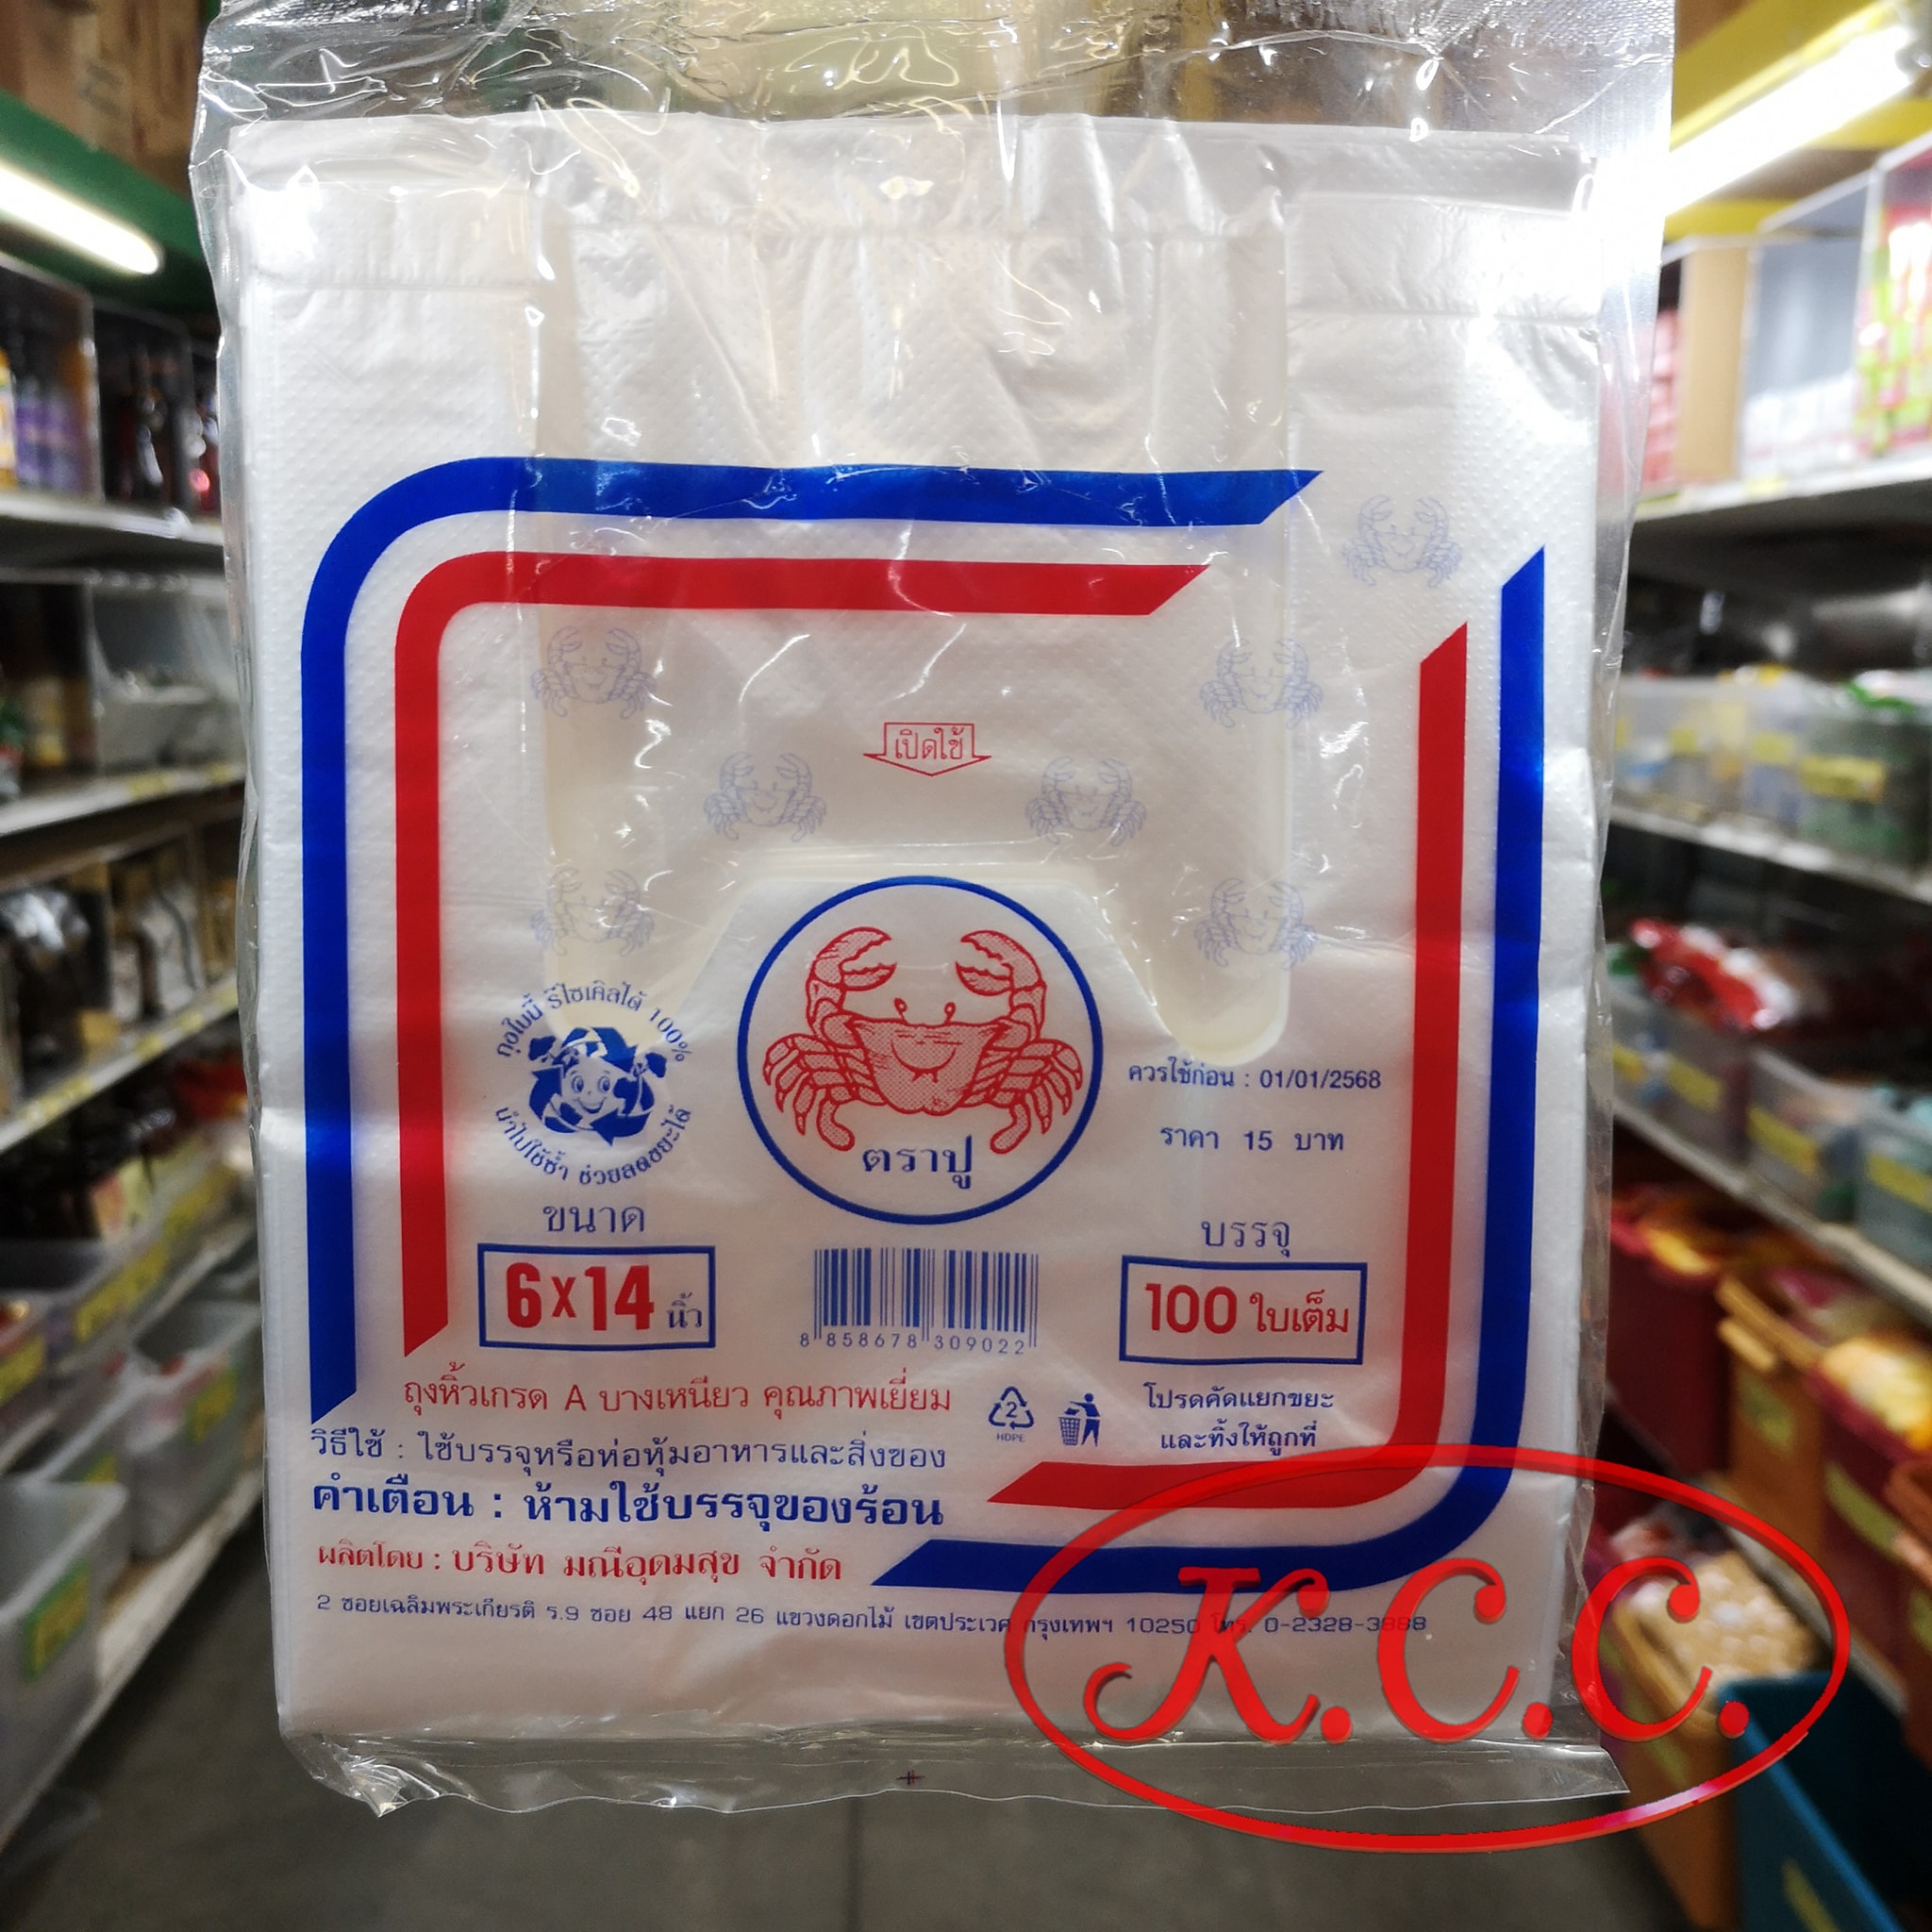 เปิดใช้
ถุงใบนี้ รีไซเคิลได้ 100%
นำไปใช้ซ้ำ ช่วยลดขยะได้
ตราปู
ควรใช้ก่อน : 01/01/2568
ราคา 15 บาท
ขนาด
6x14 นิ้ว
8 858678 309022
บรรจุ
100 ใบเต็ม
ถุงหิ้วเกรด A บางเหนียว คุณภาพเยี่ยม
2
HDPE
โปรดคัดแยกขยะ
และทิ้งให้ถูกที่
วิธีใช้ : ใช้บรรจุหรือห่อหุ้มอาหารและสิ่งของ
คำเตือน : ห้ามใช้บรรจุของร้อน
ผลิตโดย : บริษัท มณีอุดมสุข จำกัด
2 ซอยเฉลิมพระเกียรติ ร.9 ซอย 48 แยก 26 แขวงดอกไม้ เขตประเวศ กรุงเทพฯ 10250 โทร. 0-2328-3888
K.C.C.